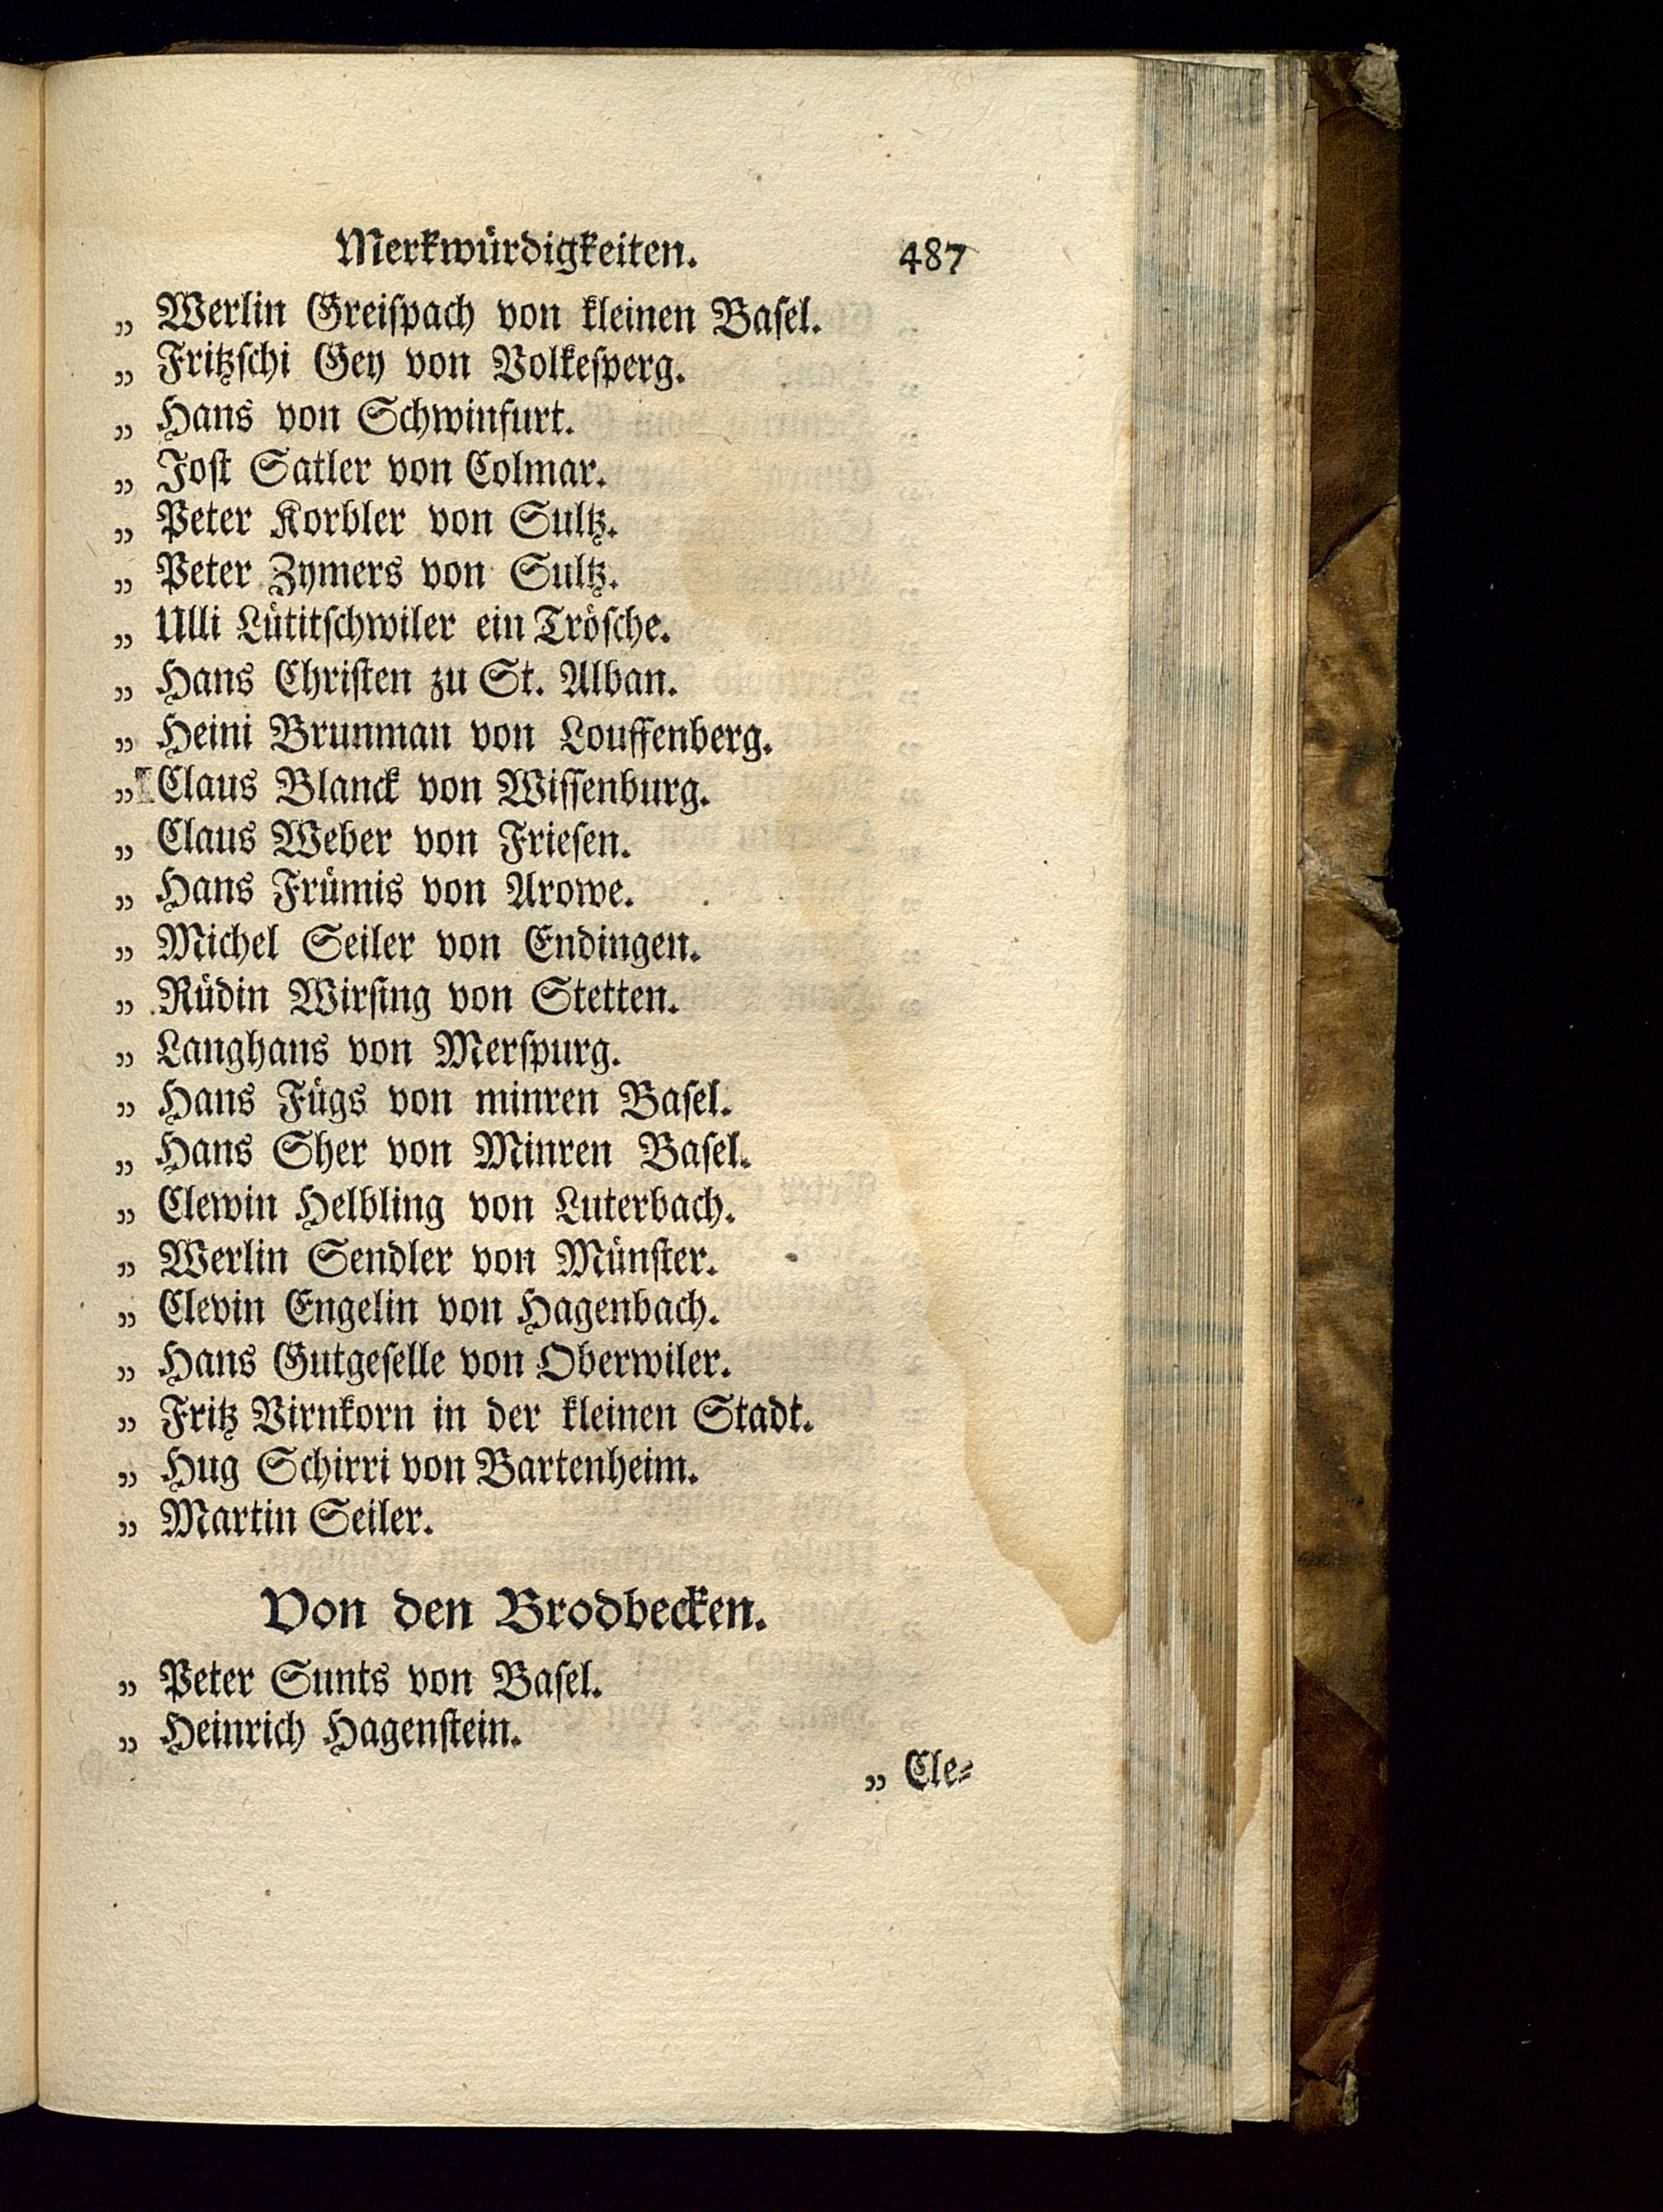 Merkwürdigkeiten. 487
„ Werlin Greiſpach von kleinen Baſel.
„ Fritzſchi Gey von Volkeſperg.
„ Hans von Schwinfurt.
„ Joſt Satler von Colmar.
„ Peter Korbler von Sultz.
„ Peter Zymers von Sultz.
„ Ulli Lütitſchwiler ein Tröſche.
„ Hans Chriſten zu St. Alban.
„ Heini Brunman von Louffenberg.
„ Claus Blanck von Wiſſenburg.
„ Claus Weber von Frieſen.
„ Hans Frümis von Arowe.
„ Michel Seiler von Endingen.
„ Rüdin Wirſing von Stetten.
„ Langhans von Merſpurg.
„ Hans Fügs von minren Baſel.
„ Hans Sher von Minren Baſel.
„ Clewin Helbling von Luterbach.
„ Werlin Sendler von Münſter.
„ Clevin Engelin von Hagenbach.
„ Hans Gutgeſelle von Oberwiler.
„ Fritz Virnkorn in der kleinen Stadt.
„ Hug Schirri von Bartenheim.
„ Martin Seiler.
Von den Brodbecken.
„ Peter Sunts von Baſel.
„ Heinrich Hagenſtein.
„ Cle⸗